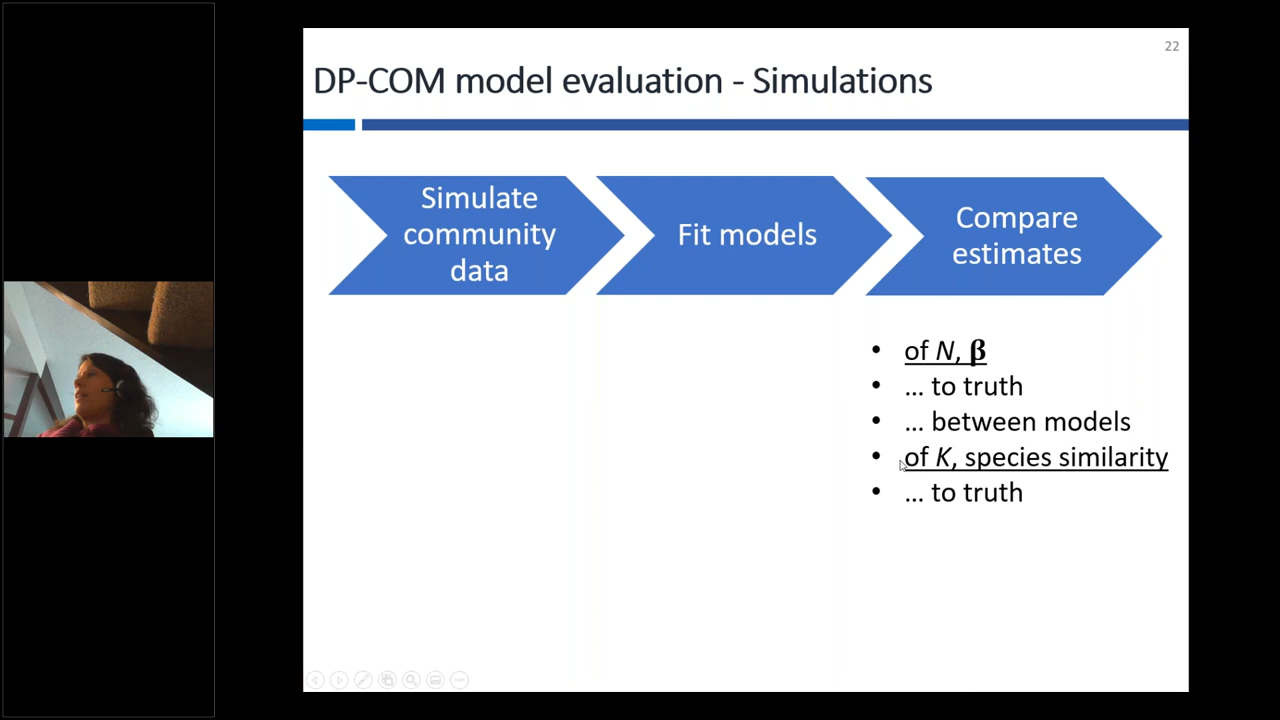 22
DP-COM model evaluation - Simulations
Simulate
community
data
Fit models
Compare
estimates
• of N, β
• ... to truth
• ... between models
• of K, species similarity
• ... to truth